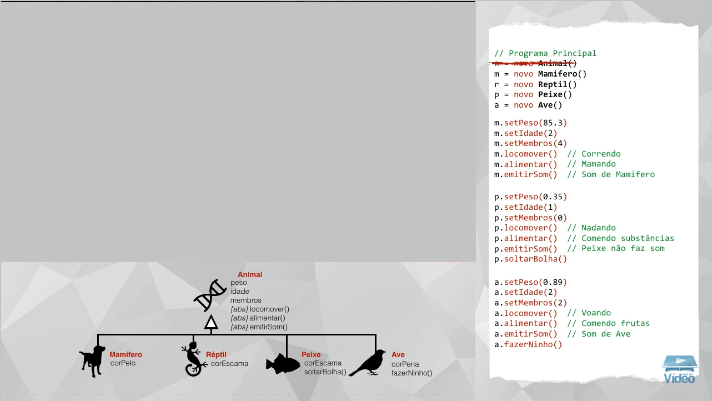 Animal
peso
idade
membros
[abs] locomover()
[abs] alimentar()
[abs] emitirSom()
Mamífero
corPelo
Réptil
corEscama
Peixe
corEscama
soltarBolha()
Ave
corPena
fazerNinho()
// Programa Principal
n = novo Animal()
m = novo Mamifero()
r = novo Reptil()
p = novo Peixe()
a = novo Ave()
m.setPeso(85.3)
m.setIdade(2)
m.setMembros(4)
m.locomover() // Correndo
m.alimentar() // Mamando
m.emitirSom() // Som de Mamífero
p.setPeso(0.35)
p.setIdade(1)
p.setMembros(0)
p.locomover() // Nadando
p.alimentar() // Comendo substâncias
p.emitirSom() // Peixe não faz som
p.soltarBolha()
a.setPeso(0.89)
a.setIdade(2)
a.setMembros(2)
a.locomover() // Voando
a.alimentar() // Comendo frutas
a.emitirSom() // Som de Ave
a.fazerNinho()
Vídeo